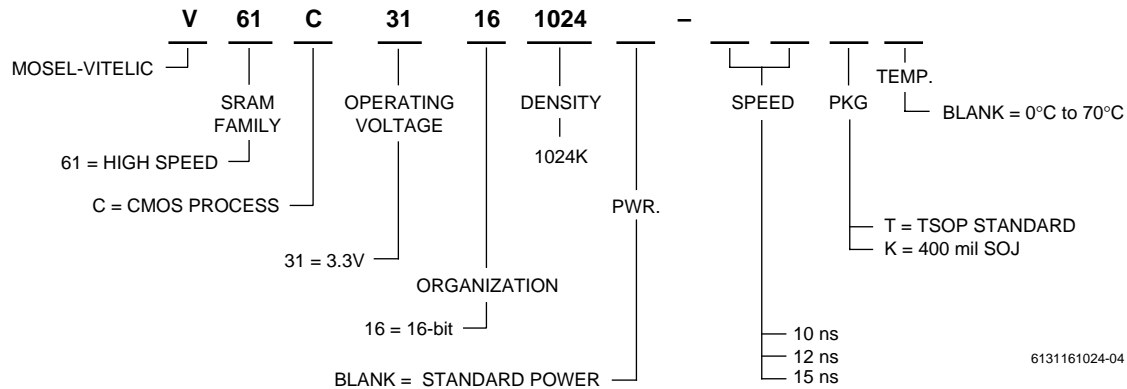 V 61 C 31 16 1024 –
MOSEL-VITELIC
SRAM
FAMILY
OPERATING
VOLTAGE
DENSITY
SPEED
PKG
TEMP.
BLANK = 0°C to 70°C
61 = HIGH SPEED
1024K
C = CMOS PROCESS
PWR.
T = TSOP STANDARD
K = 400 mil SOJ
31 = 3.3V
ORGANIZATION
16 = 16-bit
10 ns
12 ns
15 ns
BLANK = STANDARD POWER
6131161024-04